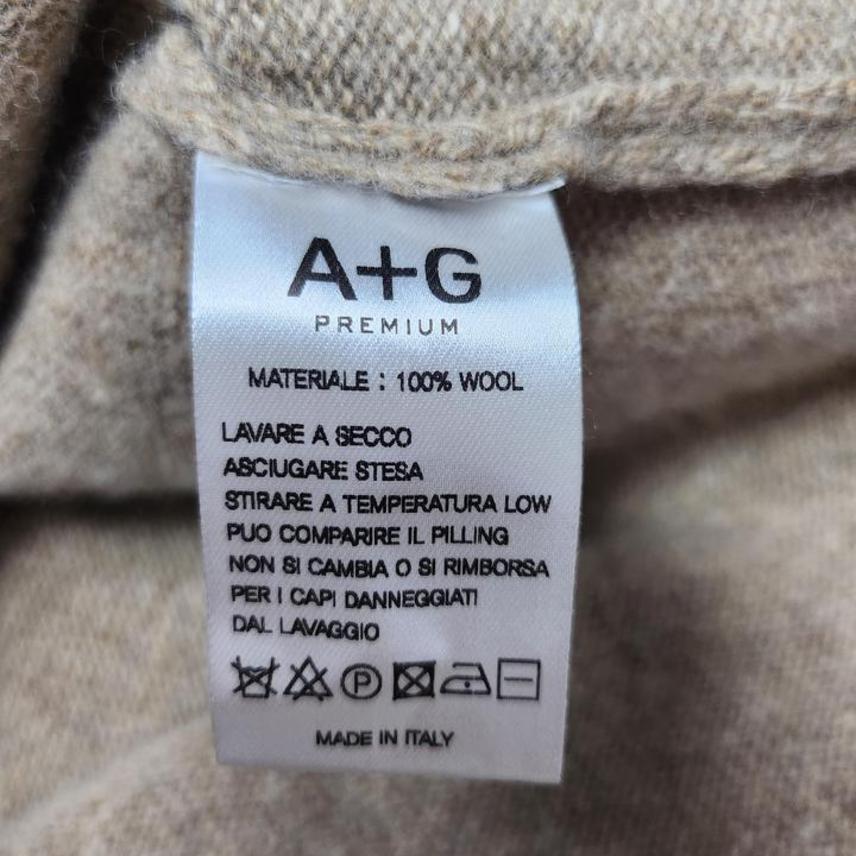 A+G
PREMIUM
MATERIALE : 100% WOOL
LAVARE A SECCO
ASCIUGARE STESA
STIRARE A TEMPERATURA LOW
PUO COMPARIRE IL PILLING
NON SI CAMBIA O SI RIMBORSA
PER I CAPI DANNEGGIATI
DAL LAVAGGIO
P
MADE IN ITALY